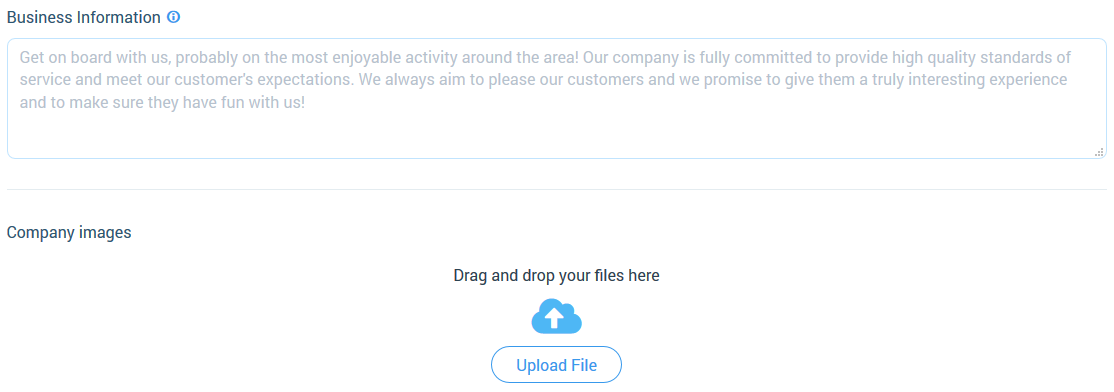 Business Information
Get on board with us, probably on the most enjoyable activity around the area! Our company is fully committed to provide high quality standards of
service and meet our customer's expectations. We always aim to please our customers and we promise to give them a truly interesting experience
and to make sure they have fun with us!
Company images
Drag and drop your files here
Upload File